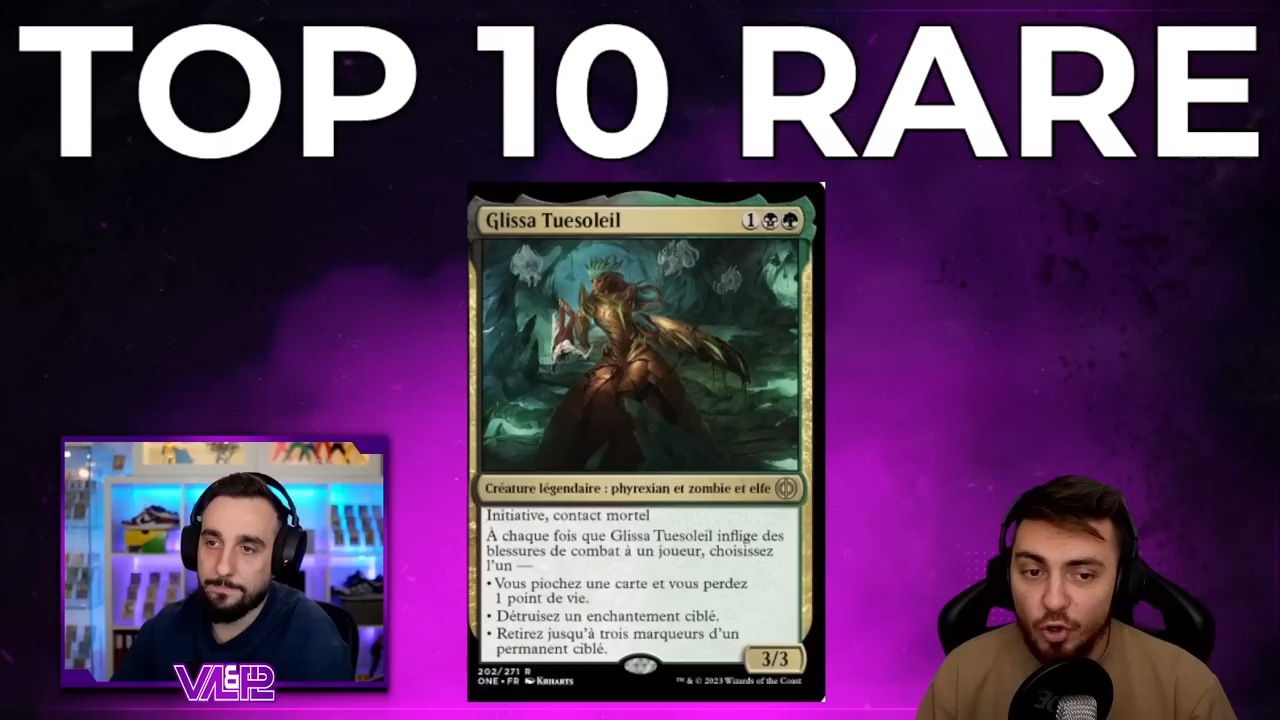 TOP 10 RARE
Glissa Tuesoleil 1
Créature légendaire : phyrexian et zombie et elfe
Initiative, contact mortel
À chaque fois que Glissa Tuesoleil inflige des
blessures de combat à un joueur, choisissez
l'un —
• Vous piochez une carte et vous perdez
1 point de vie.
• Détruisez un enchantement ciblé.
• Retirez jusqu'à trois marqueurs d'un
permanent ciblé.
3/3
202/271 R
ONE • FR KRHARTS
™ & © 2023 Wizards of the Coast